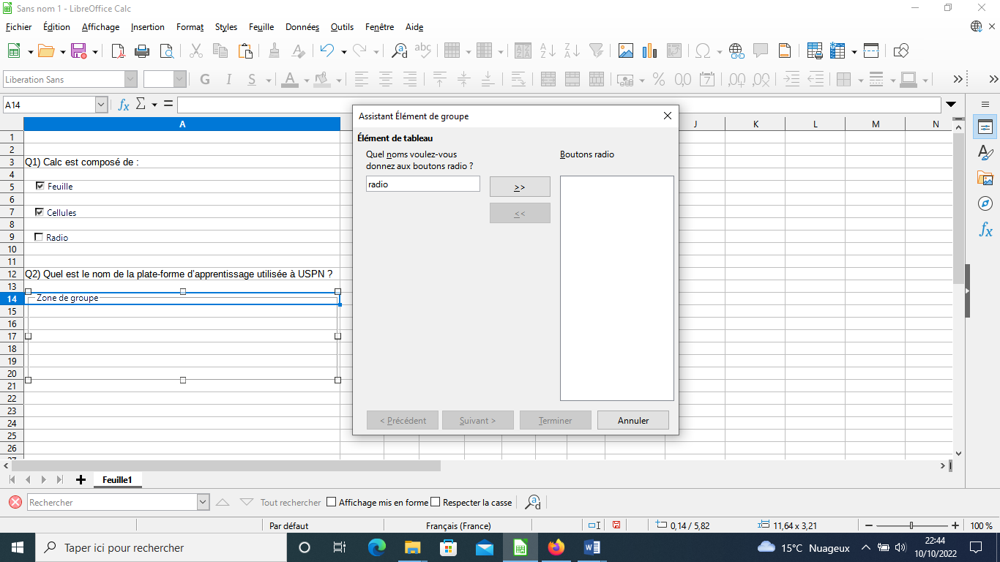 Sans nom 1 - LibreOffice Calc
Fichier Édition Affichage Insertion Format Styles Feuille Données Outils Fenêtre Aide
Liberation Sans
A14
A J K L M N
1
2
3 Q1) Calc est composé de :
4
5 Feuille
6
7 Cellules
8
9 Radio
10
11
12 Q2) Quel est le nom de la plate-forme d'apprentissage utilisée à USPN ?
13
14 Zone de groupe
15
16
17
18
19
20
21
22
23
24
25
26
27
Assistant Élément de groupe
Élément de tableau
Quel noms voulez-vous
donnez aux boutons radio ?
Boutons radio
radio
>>
<<
< Précédent Suivant > Terminer Annuler
Feuille1
Rechercher Tout rechercher Affichage mis en forme Respecter la casse
Par défaut Français (France) 0,14 / 5,82 11,64 x 3,21 100 %
Taper ici pour rechercher
15°C Nuageux
22:44
10/10/2022